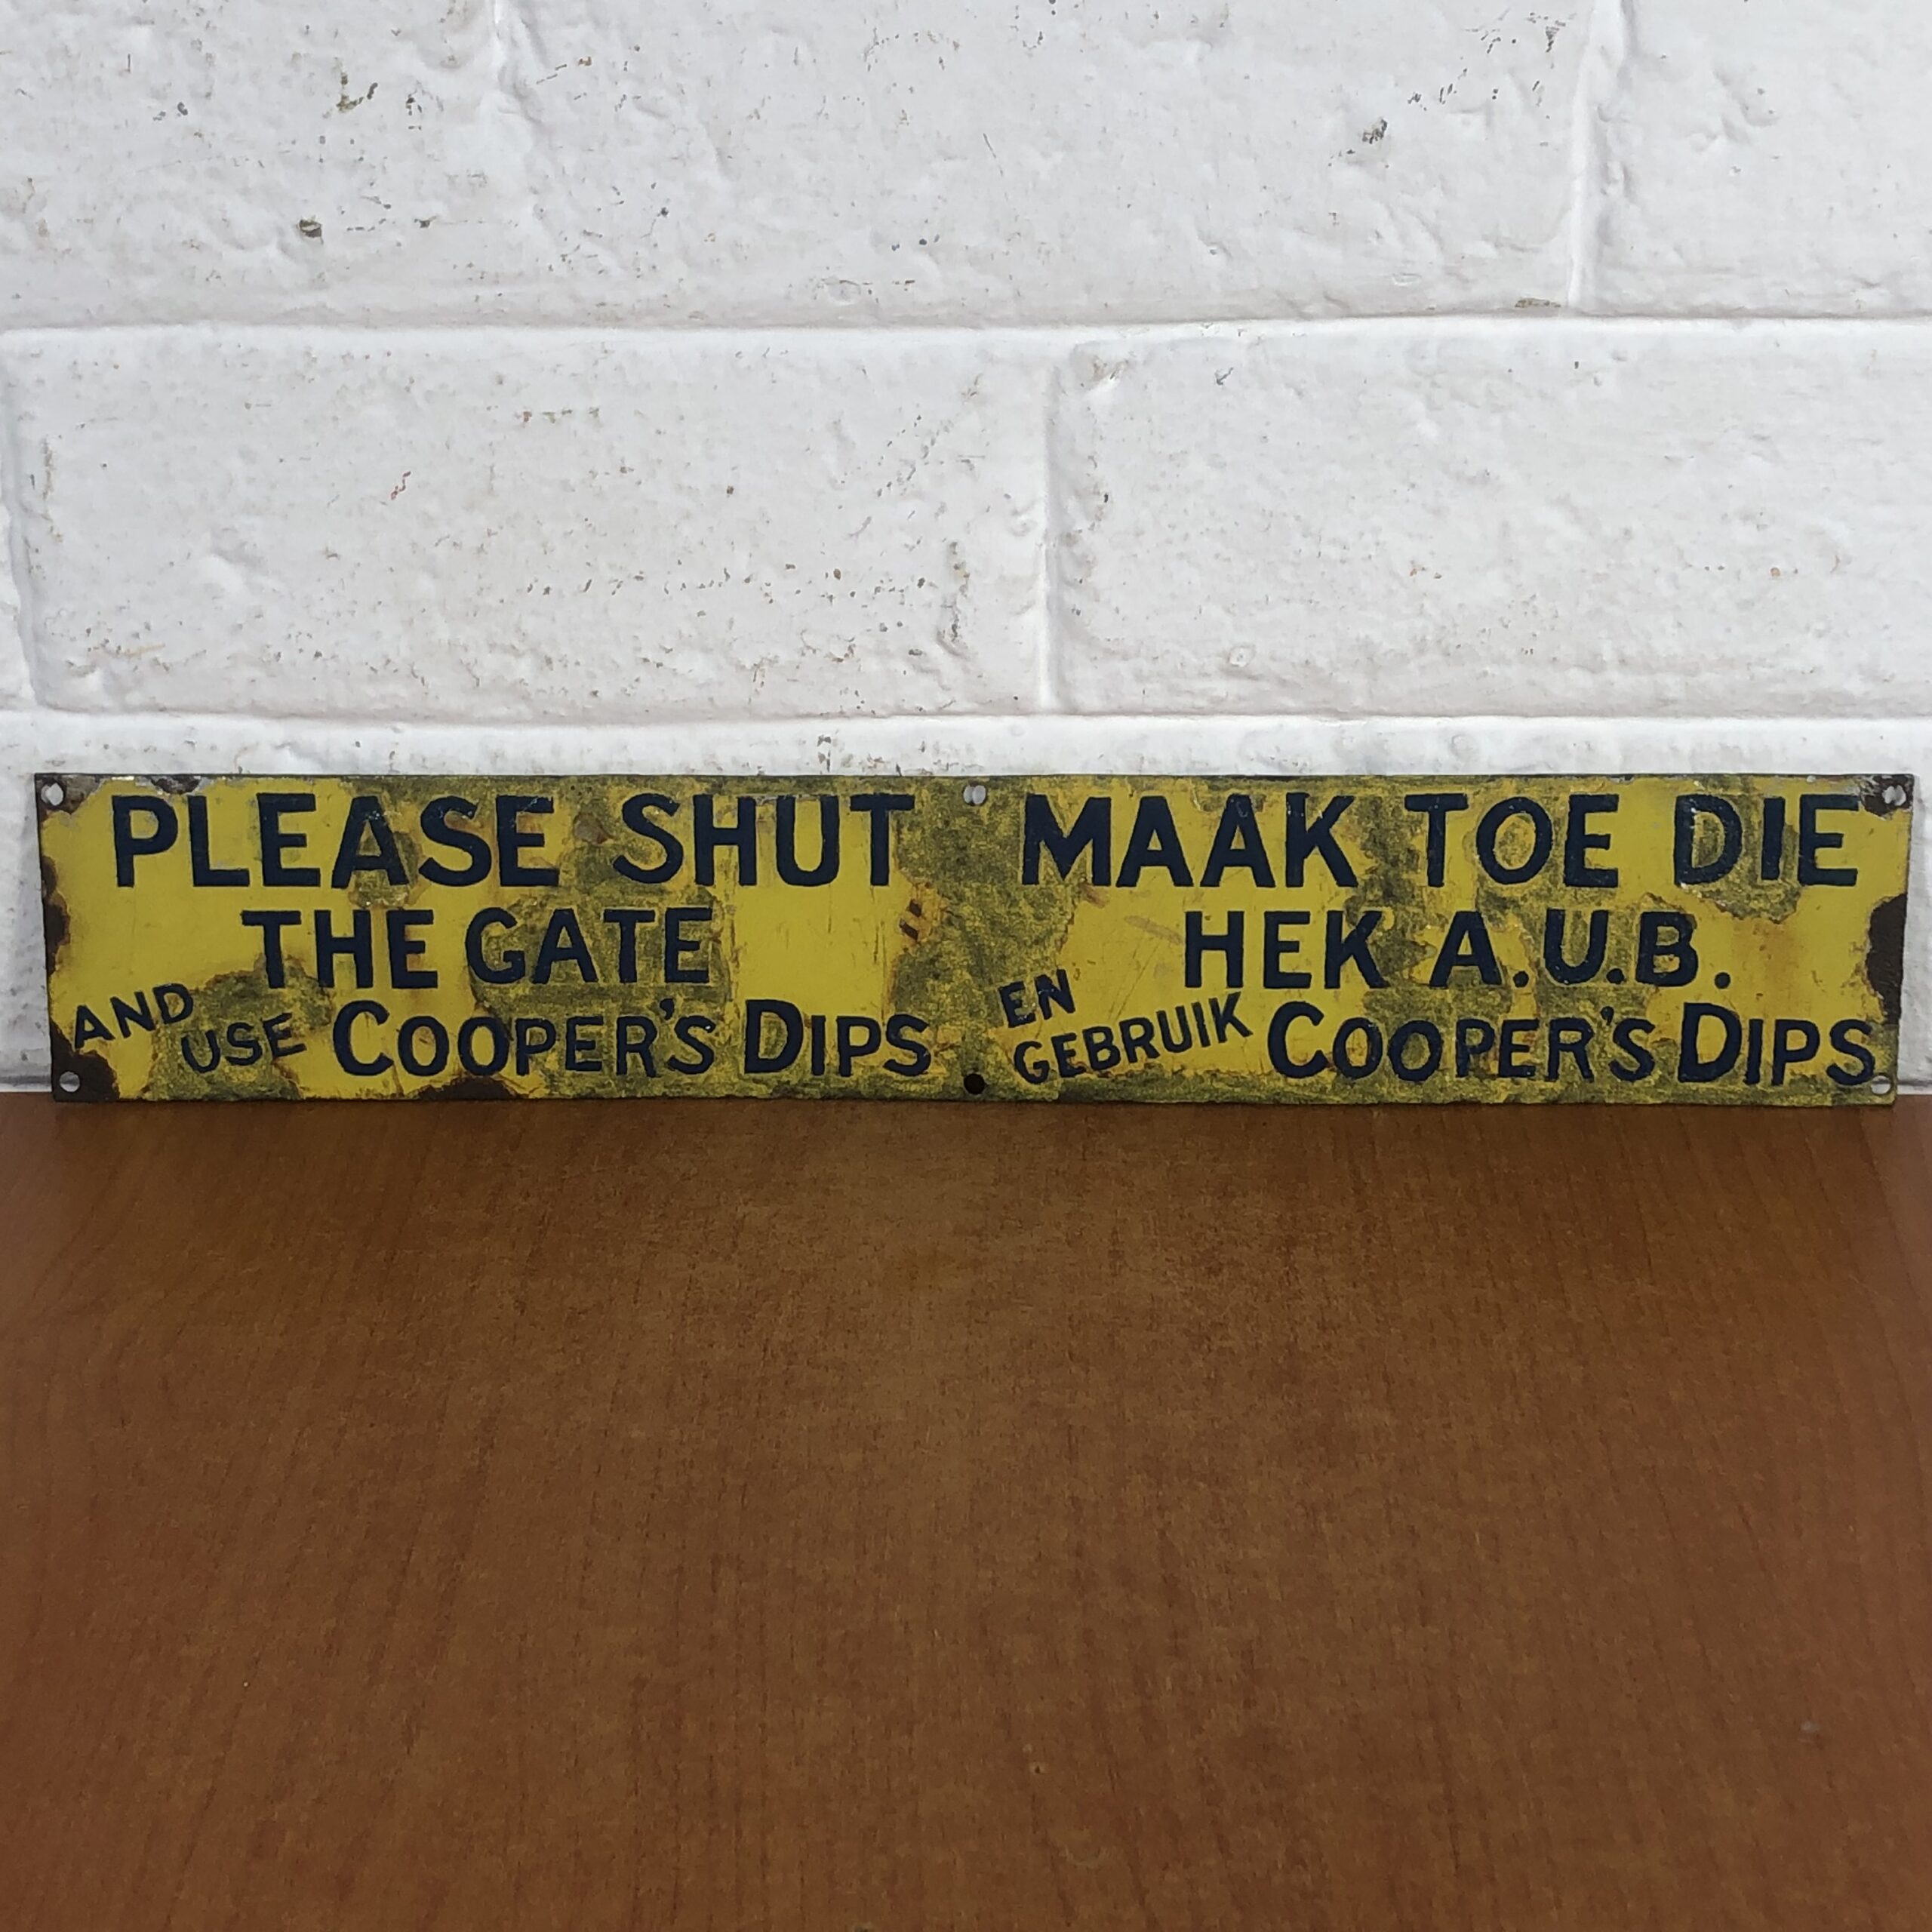 PLEASE SHUT
THE GATE
AND USE COOPER'S DIPS
MAAK TOE DIE
HEK A.U.B.
EN GEBRUIK COOPER'S DIPS